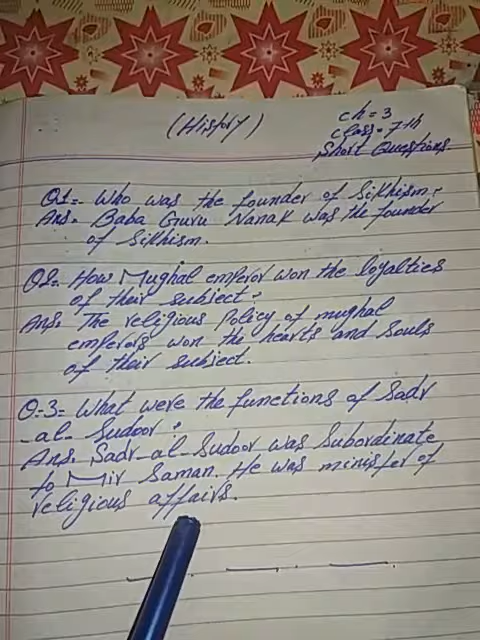 (History)
ch=3
class=7th
Short Questions.
Q1=. Who was the founder of Sikhism?
Ans. Baba Guru Nanak was the founder
of Sikhism.
Q2=. How Mughal emperor won the loyalties
of their subject?
Ans. The religious Policy of mughal
emperors won the hearts and souls
of their subject.
Q=3= What were the functions of Sadr
-al- Sudoor?
Ans. Sadr-al-Sudoor was Subordinate
to Mir Saman. He was minister of
religious affairs.